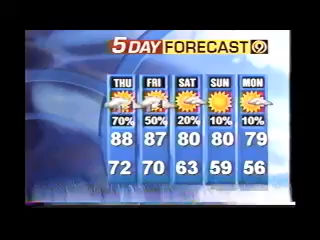 5 DAY FORECAST 9
THU FRI SAT SUN MON
70% 50% 20% 10% 10%
88 87 80 80 79
72 70 63 59 56